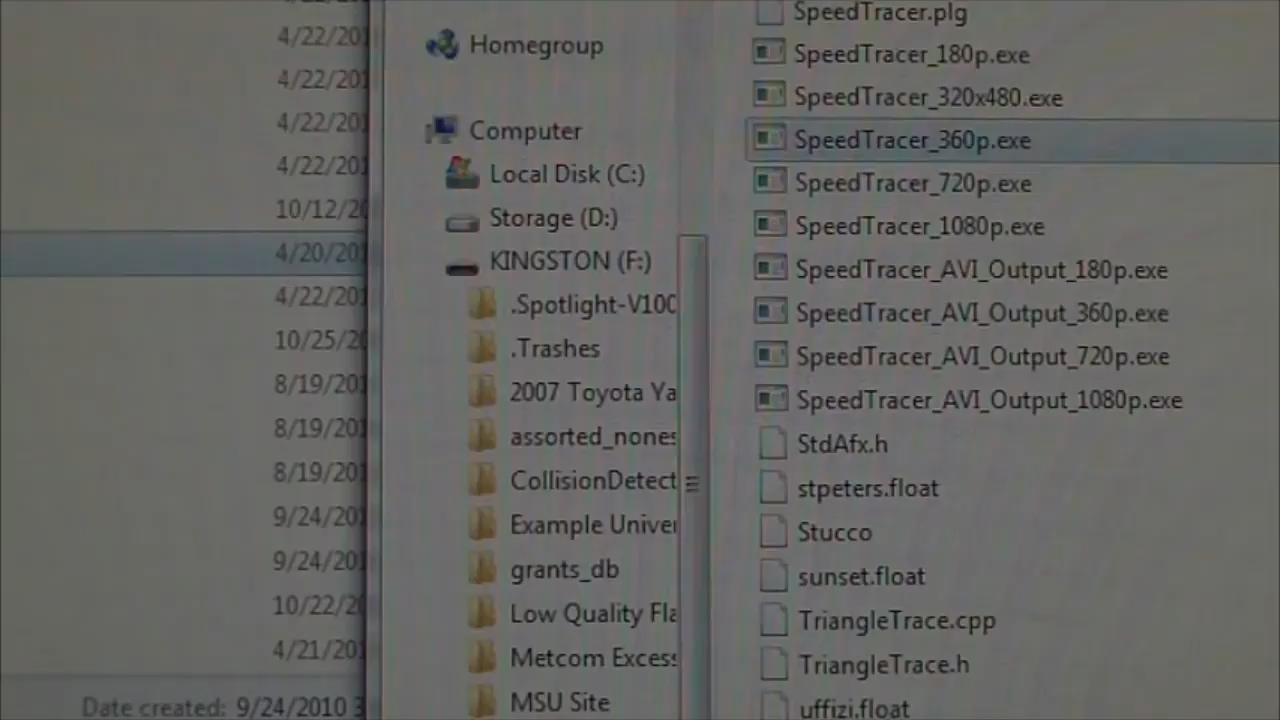 4/22/201
4/22/201
4/22/201
4/22/201
10/12/20
4/20/201
4/22/201
10/25/20
8/19/201
8/19/201
8/19/201
9/24/201
9/24/201
10/22/20
4/21/201
Date created: 9/24/2010 3
Homegroup
Computer
Local Disk (C:)
Storage (D:)
KINGSTON (F:)
.Spotlight-V100
.Trashes
2007 Toyota Ya
assorted_nones
CollisionDetect
Example Univer
grants_db
Low Quality Fla
Metcom Excess
MSU Site
SpeedTracer.plg
SpeedTracer_180p.exe
SpeedTracer_320x480.exe
SpeedTracer_360p.exe
SpeedTracer_720p.exe
SpeedTracer_1080p.exe
SpeedTracer_AVI_Output_180p.exe
SpeedTracer_AVI_Output_360p.exe
SpeedTracer_AVI_Output_720p.exe
SpeedTracer_AVI_Output_1080p.exe
StdAfx.h
stpeters.float
Stucco
sunset.float
TriangleTrace.cpp
TriangleTrace.h
uffizi.float